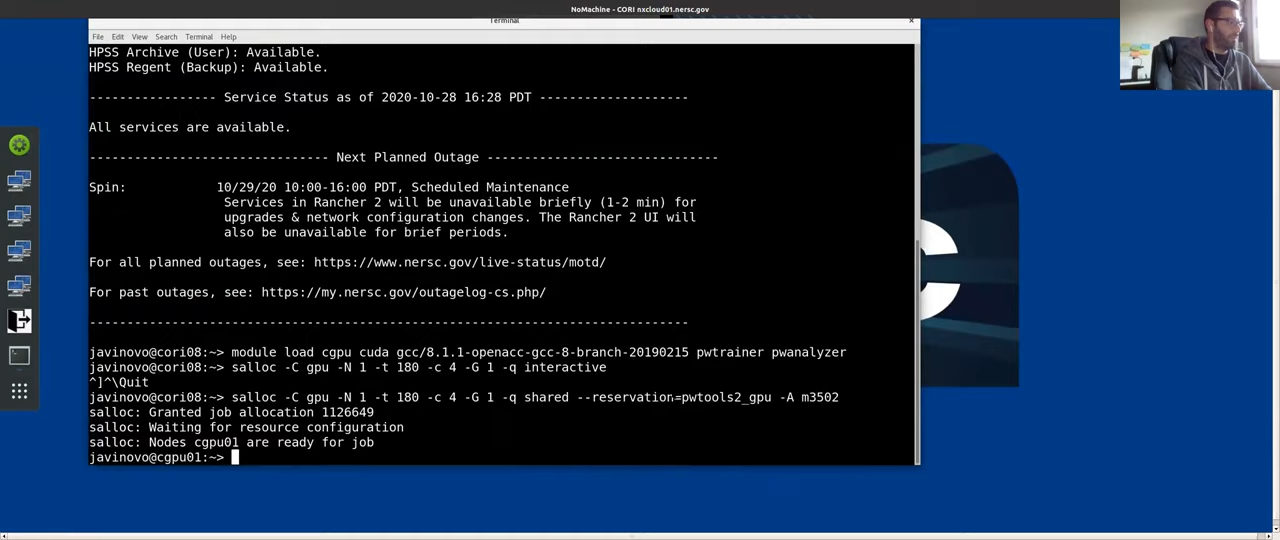 NoMachine - CORI nxcloud01.nersc.gov
Terminal
File Edit View Search Terminal Help
HPSS Archive (User): Available.
HPSS Regent (Backup): Available.
----------------- Service Status as of 2020-10-28 16:28 PDT --------------------
All services are available.
-------------------------------- Next Planned Outage -------------------------------
Spin: 10/29/20 10:00-16:00 PDT, Scheduled Maintenance
Services in Rancher 2 will be unavailable briefly (1-2 min) for
upgrades & network configuration changes. The Rancher 2 UI will
also be unavailable for brief periods.
For all planned outages, see: https://www.nersc.gov/live-status/motd/
For past outages, see: https://my.nersc.gov/outagelog-cs.php/
--------------------------------------------------------------------------------
javinovo@cori08:~> module load cgpu cuda gcc/8.1.1-openacc-gcc-8-branch-20190215 pwtrainer pwanalyzer
javinovo@cori08:~> salloc -C gpu -N 1 -t 180 -c 4 -G 1 -q interactive
^]^\Quit
javinovo@cori08:~> salloc -C gpu -N 1 -t 180 -c 4 -G 1 -q shared --reservation=pwtools2_gpu -A m3502
salloc: Granted job allocation 1126649
salloc: Waiting for resource configuration
salloc: Nodes cgpu01 are ready for job
javinovo@cgpu01:~>